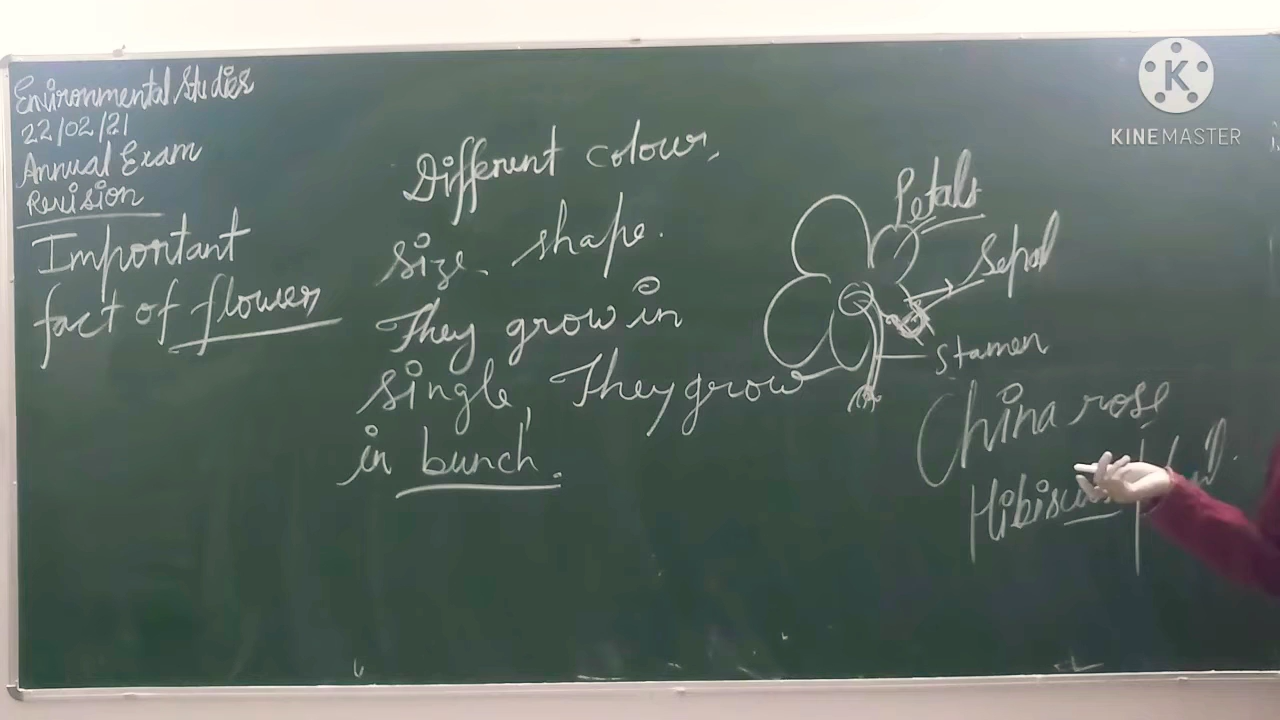 Environmental Studies
22/02/21
Annual Exam
Revision
Important
fact of flower
Different colour,
size shape.
They grow in
single, They grow
in bunch.
Petals
Sepal
Stamen
China rose
Hibiscus
K
KINEMASTER